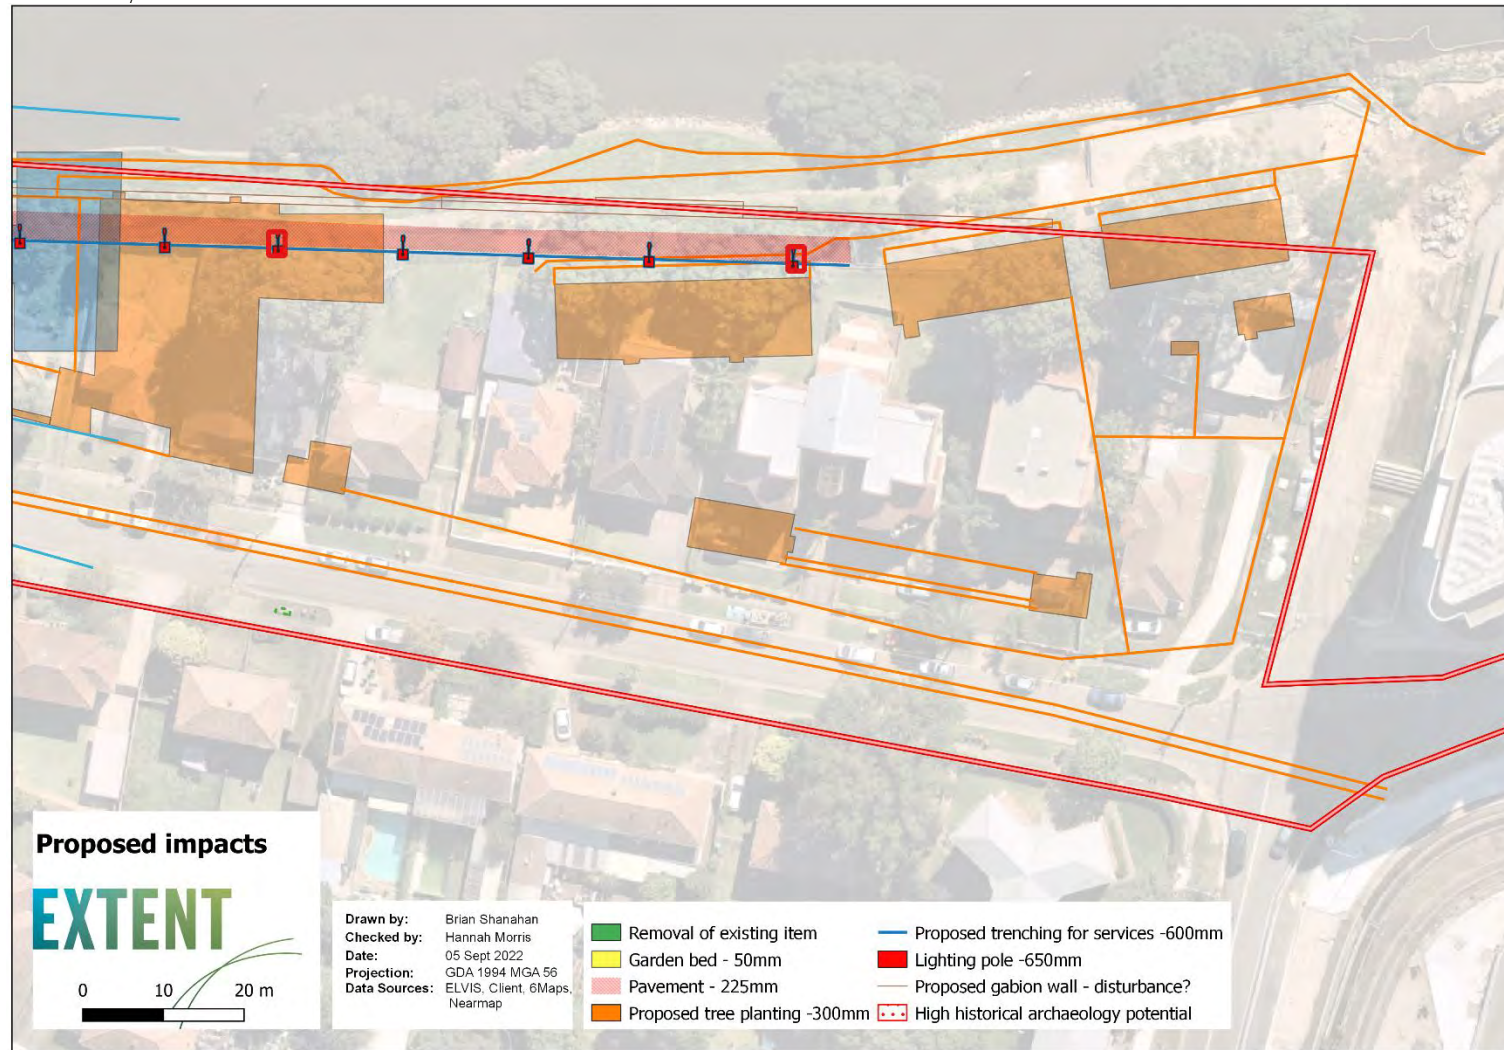 Proposed impacts
EXTENT
0 10 20 m
Drawn by: Brian Shanahan
Checked by: Hannah Morris
Date: 05 Sept 2022
Projection: GDA 1994 MGA 56
Data Sources: ELVIS, Client, 6Maps,
Nearmap
Removal of existing item
Garden bed - 50mm
Pavement - 225mm
Proposed tree planting -300mm
Proposed trenching for services -600mm
Lighting pole -650mm
Proposed gabion wall - disturbance?
High historical archaeology potential